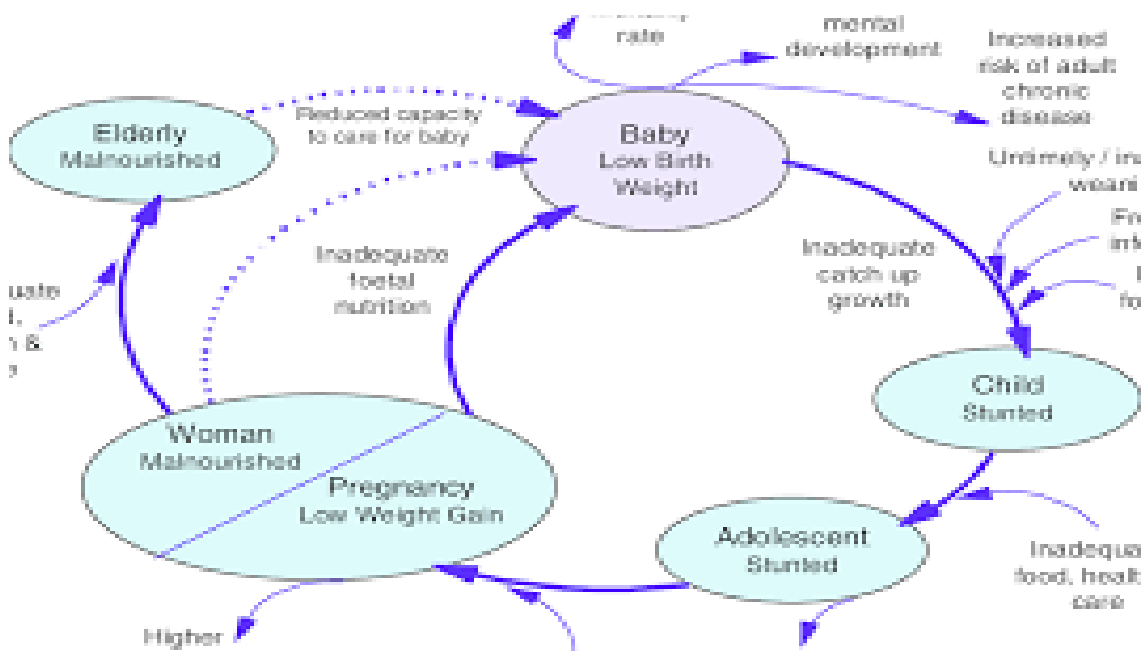 rate
mental
development
Increased
risk of adult
chronic
disease
Elderly
Malnourished
Reduced capacity
to care for baby
Baby
Low Birth
Weight
Untimely /
Inadequate
foetal
nutrition
Inadequate
catch up
growth
Child
Stunted
Woman
Malnourished
Pregnancy
Low Weight Gain
Adolescent
Stunted
food,
care
Higher